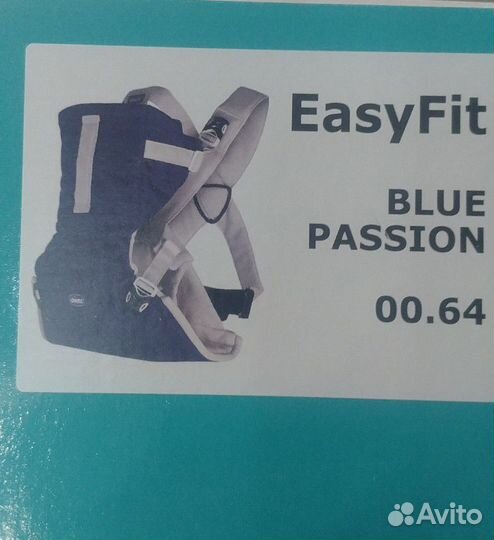 EasyFit
BLUE
PASSION
00.64
Avito